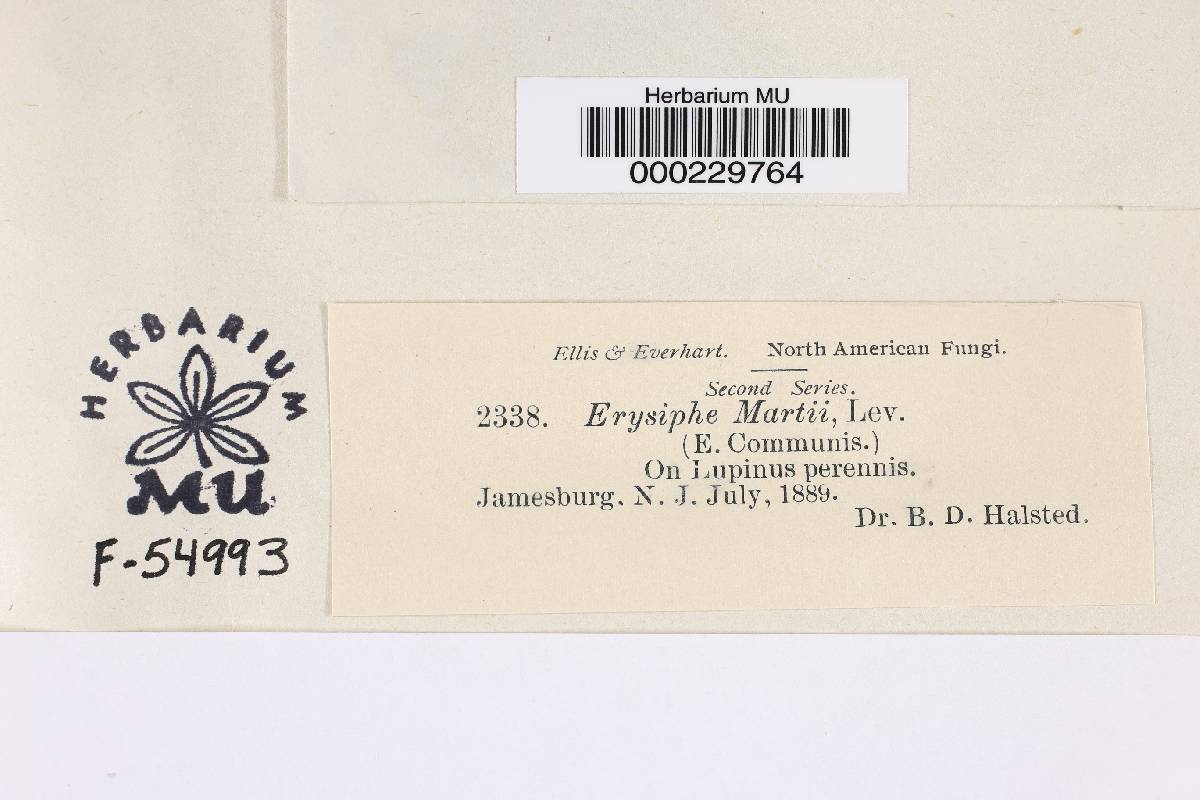 Herbarium MU
000229764
HERBARIUM
MU
F-54993
Ellis & Everhart. North American Fungi.
Second Series.
2338. Erysiphe Martii, Lev.
(E. Communis.)
On Lupinus perennis.
Jamesburg. N. J. July, 1889.
Dr. B. D. Halsted.